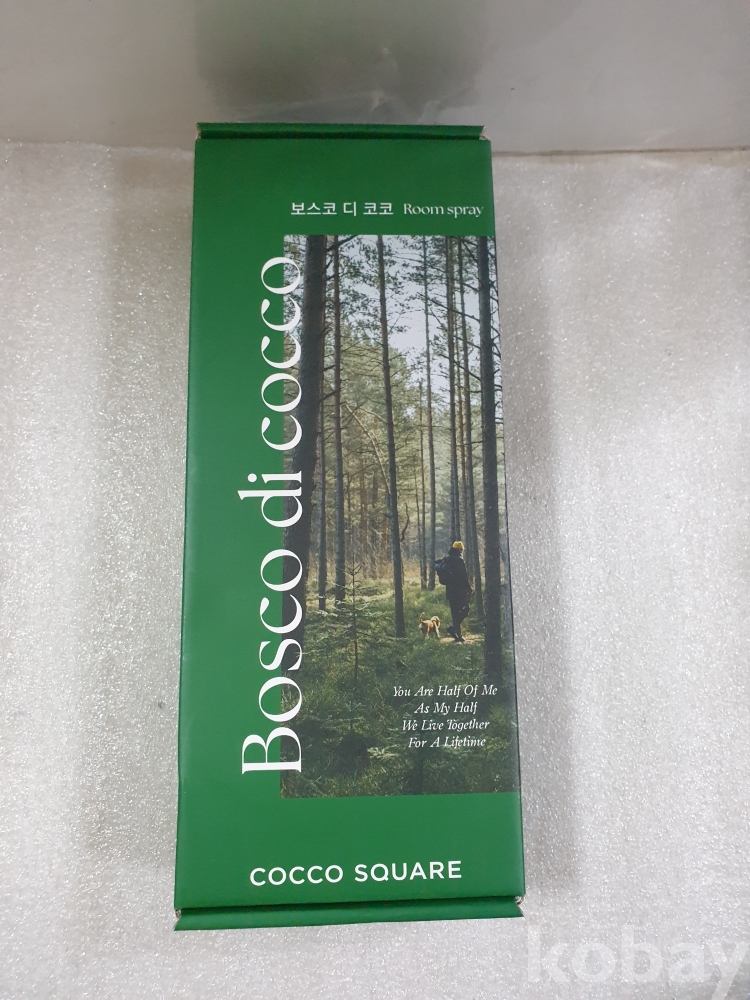 보스코 디 코코 Room spray
Bosco di cocco
You Are Half Of Me
As My Half
We Live Together
For A Lifetime
COCCO SQUARE
kobay